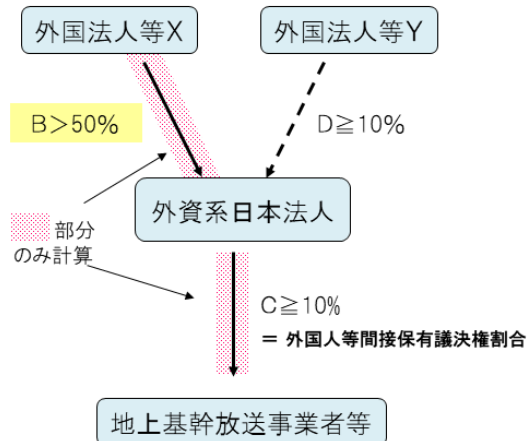 外国法人等X
外国法人等Y
B>50%
D≧10%
外資系日本法人
部分
のみ計算
C≧10%
= 外国人等間接保有議決権割合
地上基幹放送事業者等